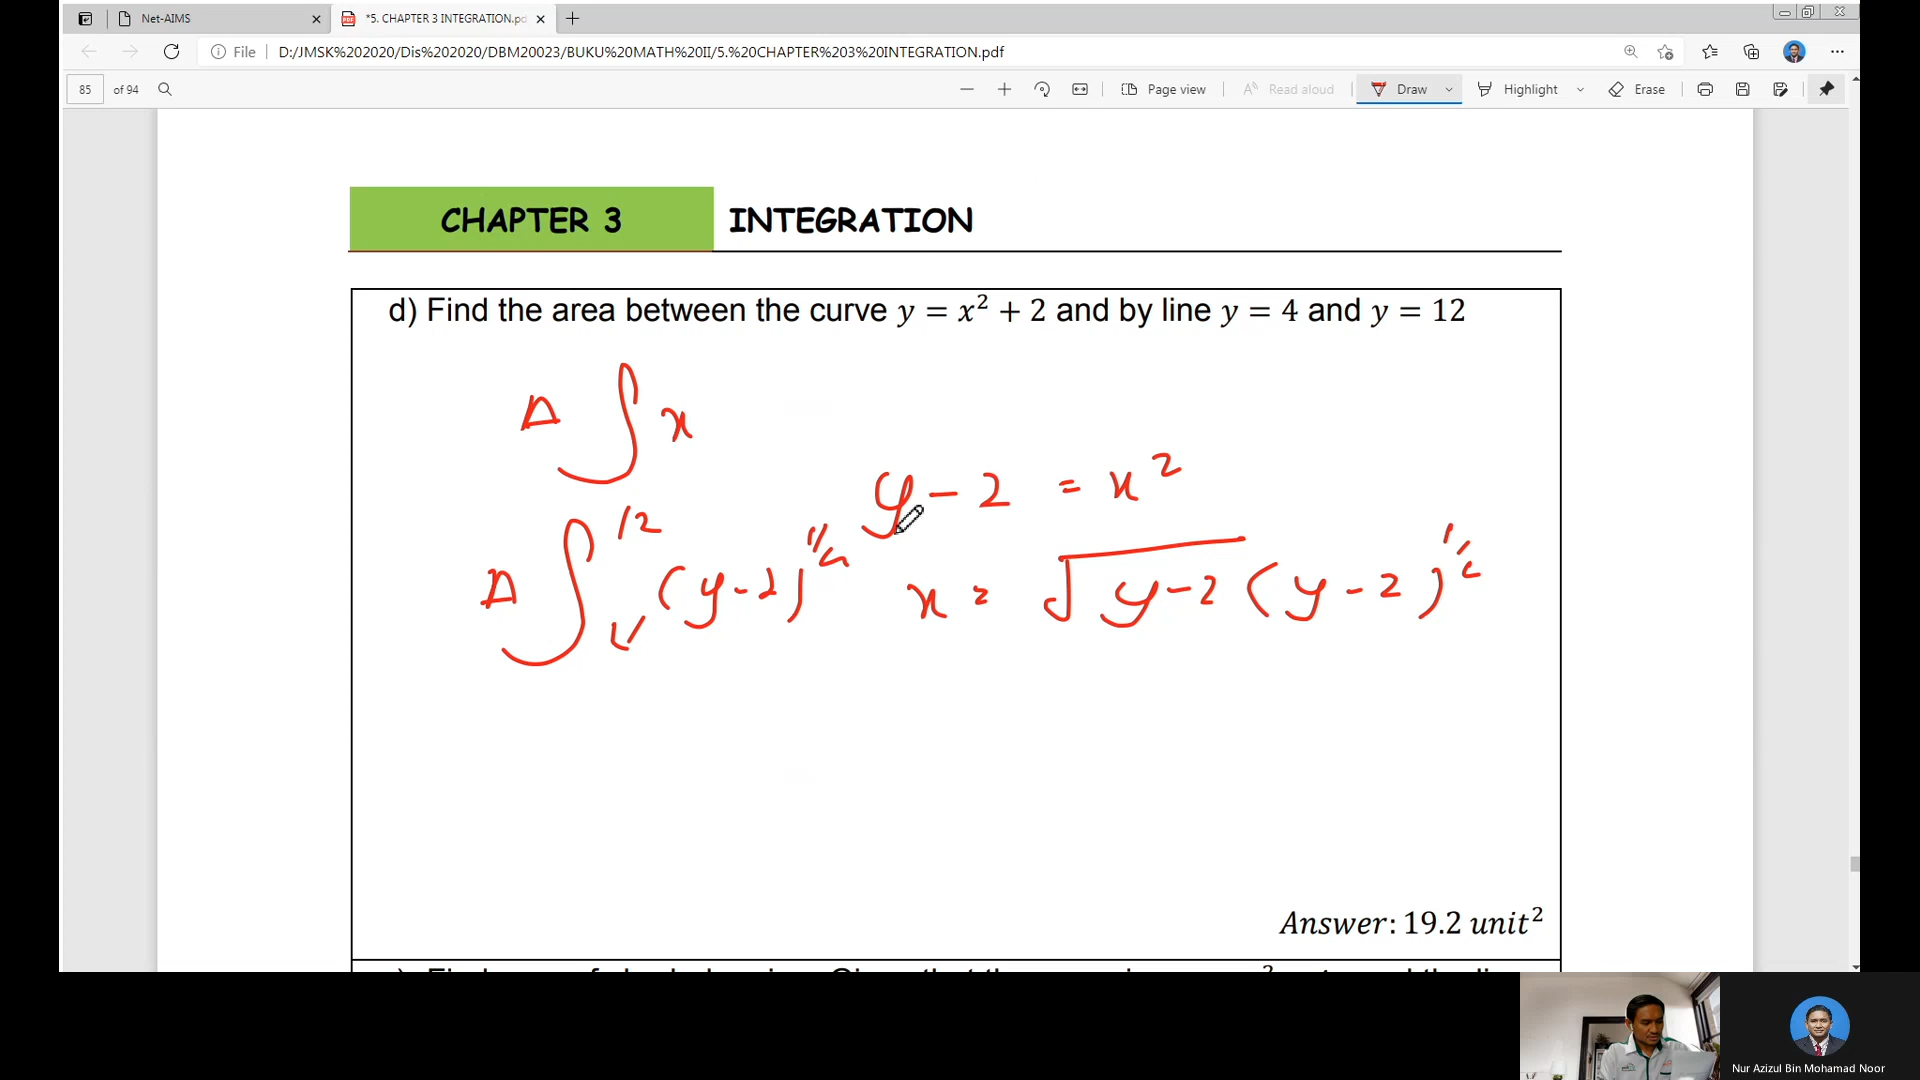 Net-AIMS
*5. CHAPTER 3 INTEGRATION.pd
File D:/JMSK%202020/Dis%202020/DBM20023/BUKU%20MATH%20II/5.%20CHAPTER%203%20INTEGRATION.pdf
85 of 94 Page view Read aloud Draw Highlight Erase
CHAPTER 3 INTEGRATION
d) Find the area between the curve y = x² + 2 and by line y = 4 and y = 12
A ∫ x
y - 2 = x²
A ∫ 12 (y-2)^1/2 x = √y-2 (y-2)^1/2
Answer: 19.2 unit²
Nur Azizul Bin Mohamad Noor